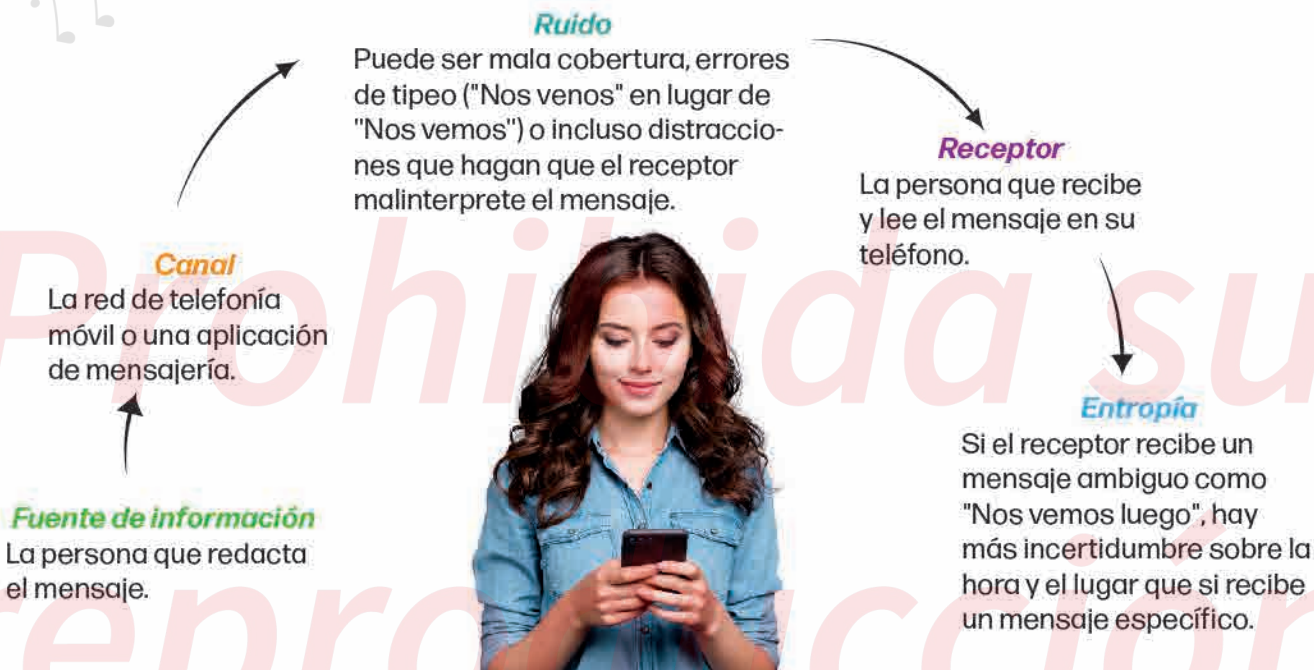 Ruido
Puede ser mala cobertura, errores
de tipeo ("Nos venos" en lugar de
"Nos vemos") o incluso distraccio-
nes que hagan que el receptor
malinterprete el mensaje.
Receptor
La persona que recibe
y lee el mensaje en su
teléfono.
Canal
La red de telefonía
móvil o una aplicación
de mensajería.
Entropía
Si el receptor recibe un
mensaje ambiguo como
"Nos vemos luego", hay
más incertidumbre sobre la
hora y el lugar que si recibe
un mensaje específico.
Fuente de información
La persona que redacta
el mensaje.
Prohibida su
reproducción